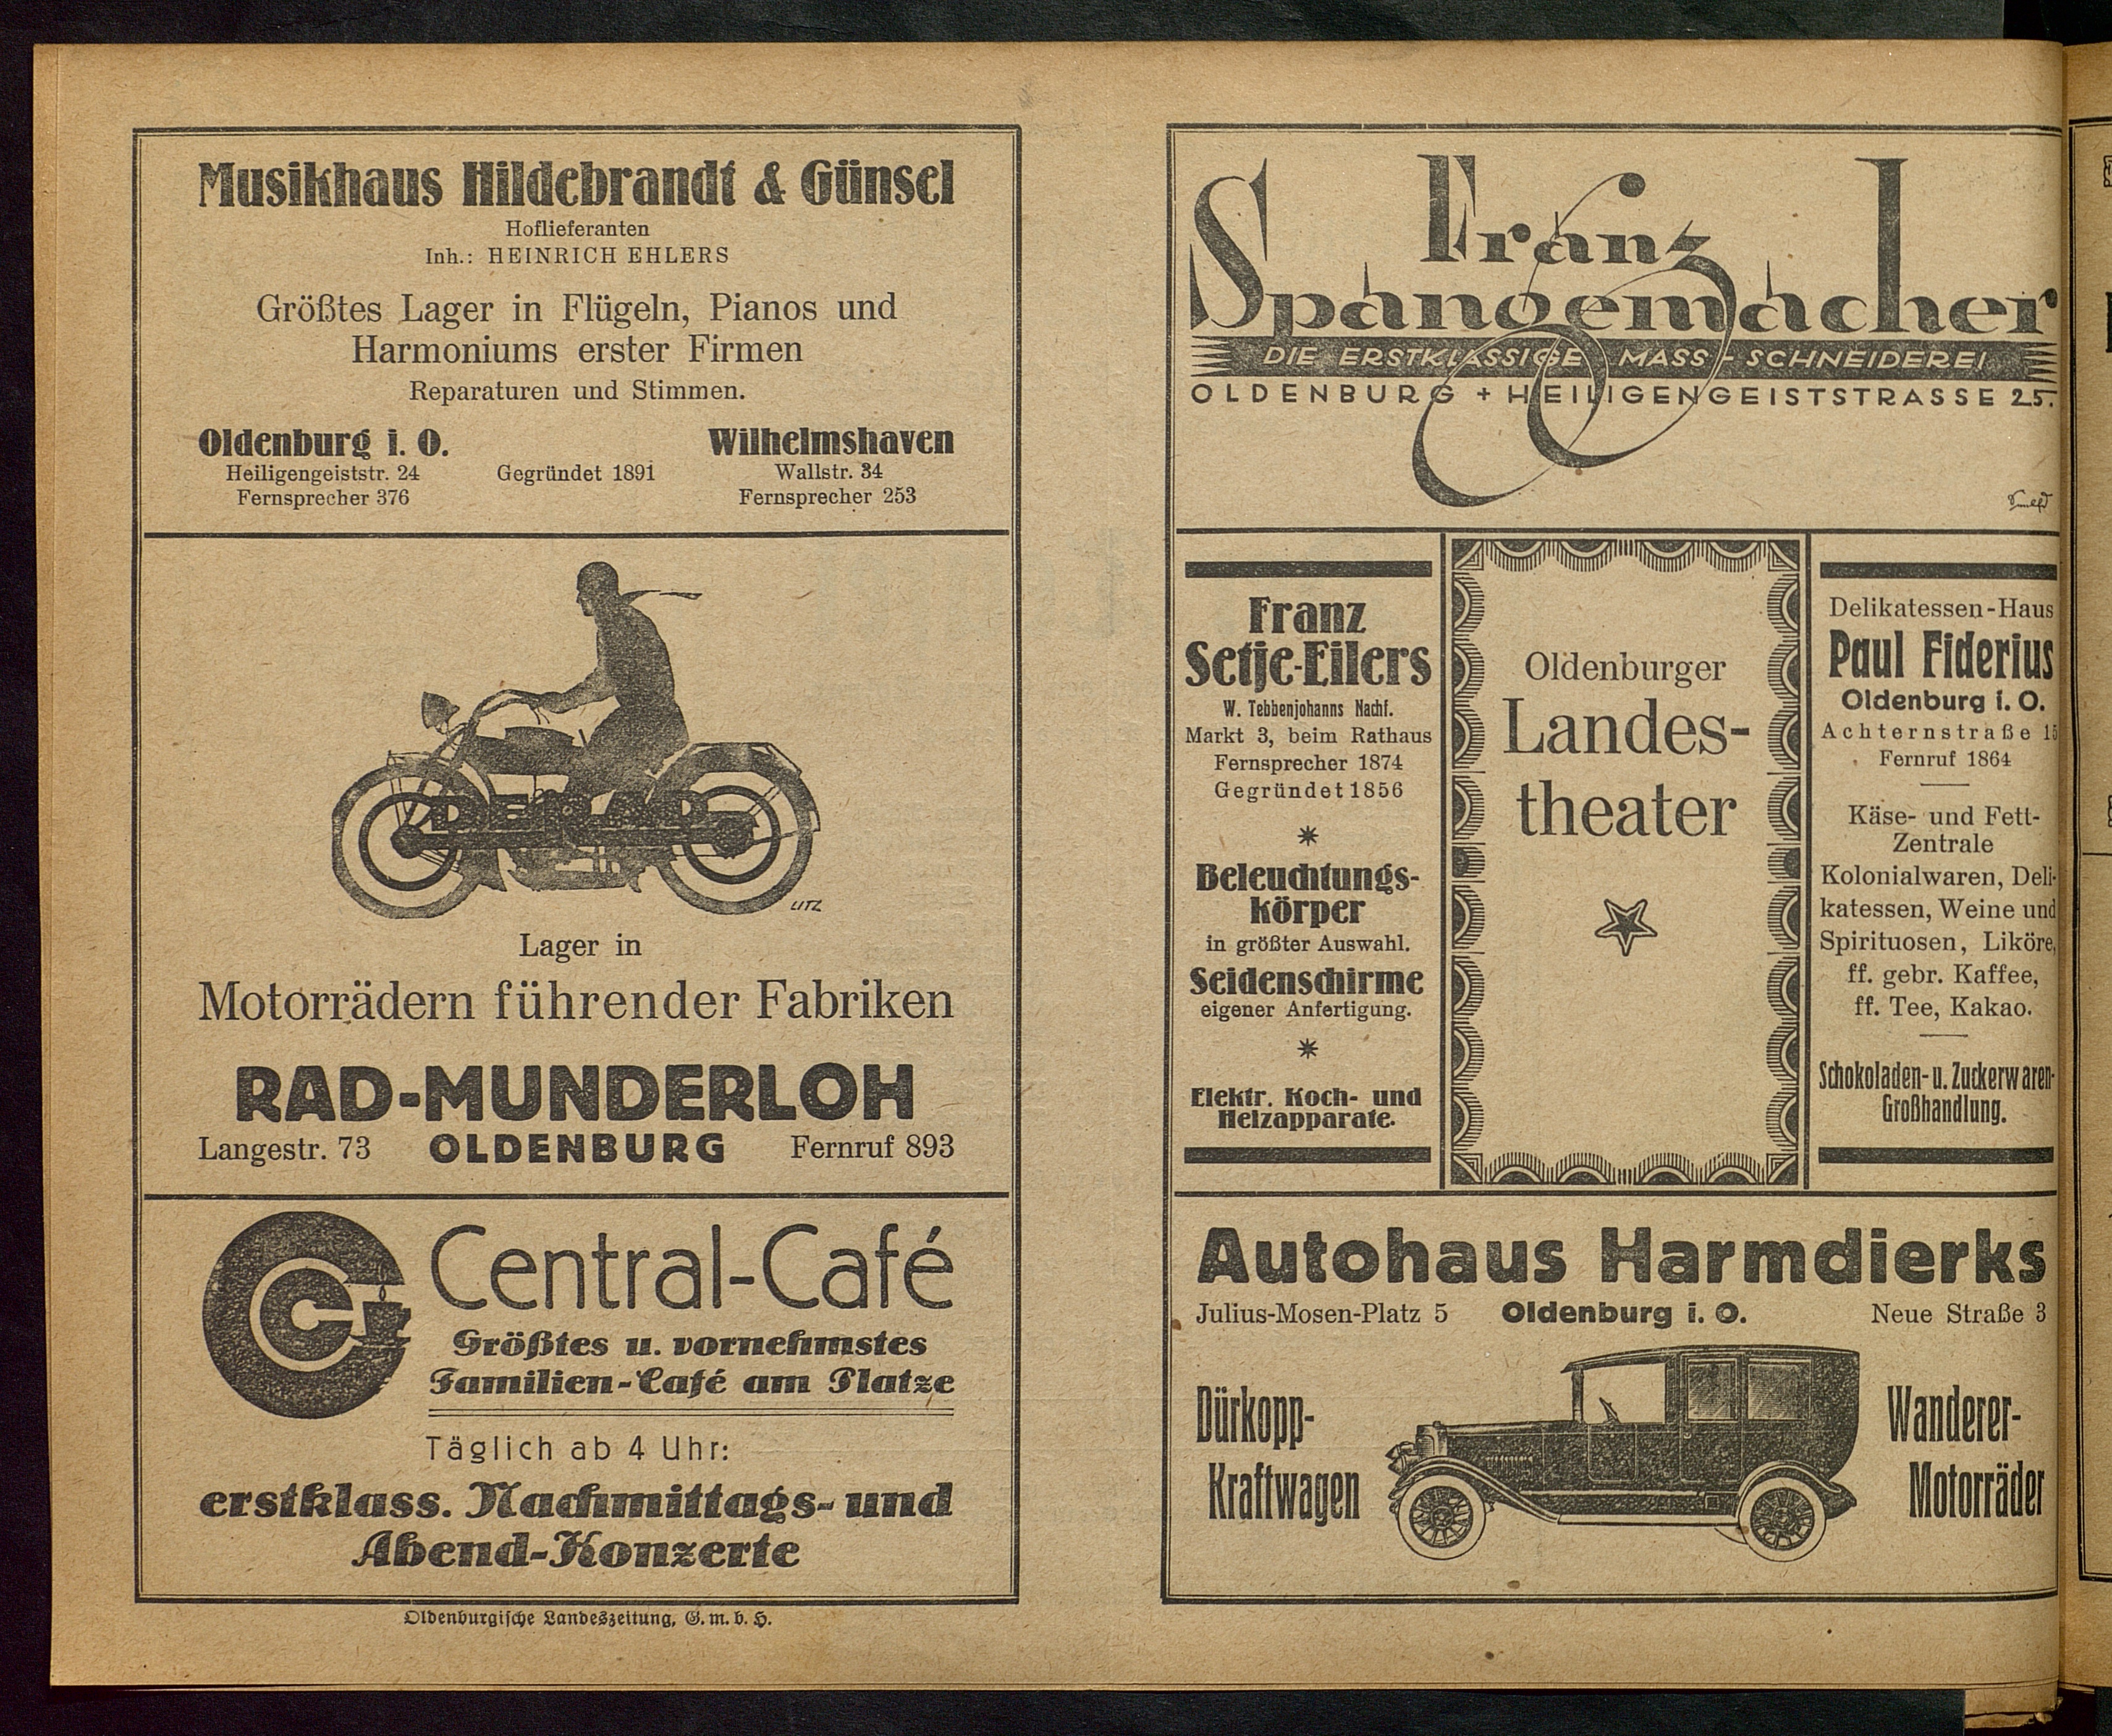 Musikhaus Hildebrandt & Günsel
Hoflieferanten
Inh.: HEINRICH EHLERS
Größtes Lager in Flügeln, Pianos und
Harmoniums erster Firmen
Reparaturen und Stimmen.
Oldenburg i. O.
Heiligengeiststr. 24
Fernsprecher 376
Gegründet 1891
Wilhelmshaven
Wallstr. 34
Fernsprecher 253
LITZ
Lager in
Motorrädern führender Fabriken
RAD-MUNDERLOH
Langestr. 73 OLDENBURG Fernruf 893
Central-Café
Größtes u. vornehmstes
Familien-Café am Platze
Täglich ab 4 Uhr:
erstklass. Nachmittags- und
Abend-Konzerte
Oldenburgische Landeszeitung, G. m. b. H.
Franz
Spangemacher
DIE ERSTKLASSIGE MASS-SCHNEIDEREI
OLDENBURG + HEILIGENGEISTSTRASSE 25.
Franz
Setje-Eilers
W. Tebbenjohanns Nachf.
Markt 3, beim Rathaus
Fernsprecher 1874
Gegründet 1856
Beleuchtungs-
körper
in größter Auswahl.
Seidenschirme
eigener Anfertigung.
Elektr. Koch- und
Heizapparate.
Oldenburger
Landes-
theater
Delikatessen-Haus
Paul Fiderius
Oldenburg i. O.
Achternstraße 15
Fernruf 1864
Käse- und Fett-
Zentrale
Kolonialwaren, Deli-
katessen, Weine und
Spirituosen, Liköre,
ff. gebr. Kaffee,
ff. Tee, Kakao.
Schokoladen- u. Zuckerwaren-
Großhandlung.
Autohaus Harmdierks
Julius-Mosen-Platz 5 Oldenburg i. O. Neue Straße 3
Dürkopp-
Kraftwagen
Wanderer-
Motorräder